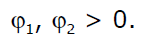 φ₁, φ₂ > 0.